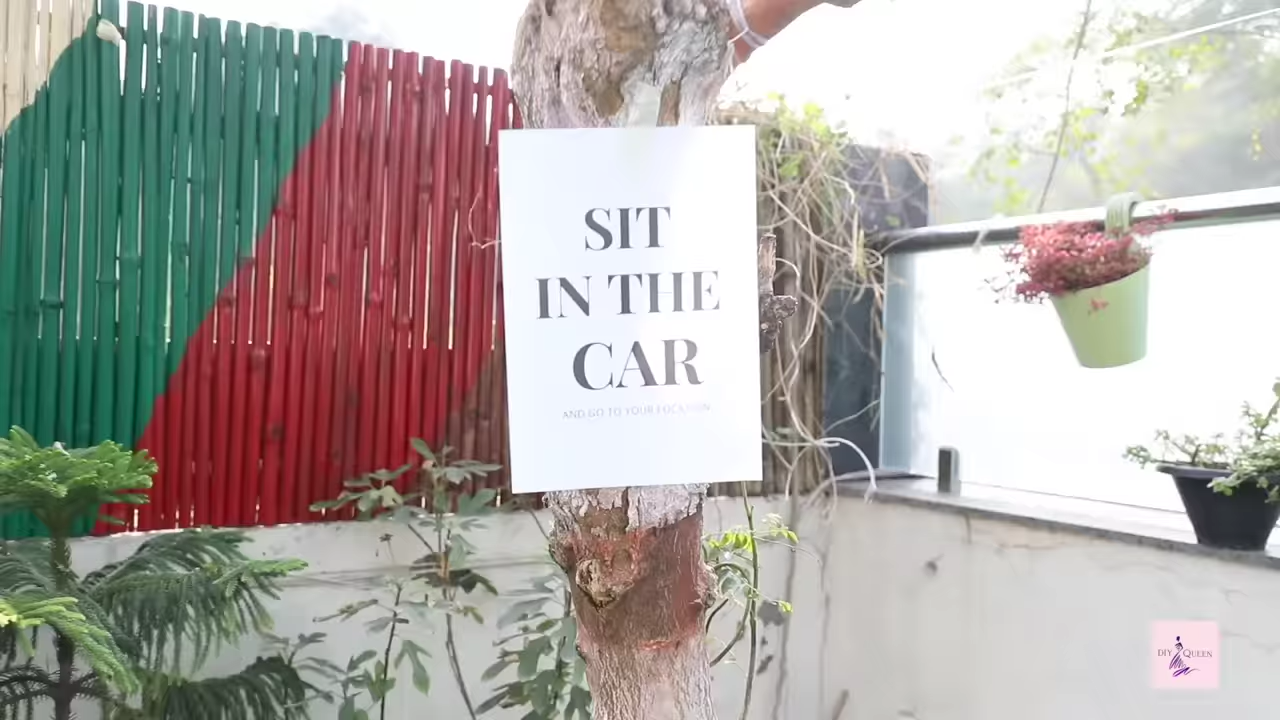 SIT
IN THE
CAR
AND GO TO YOUR LOCATION
DIY QUEEN